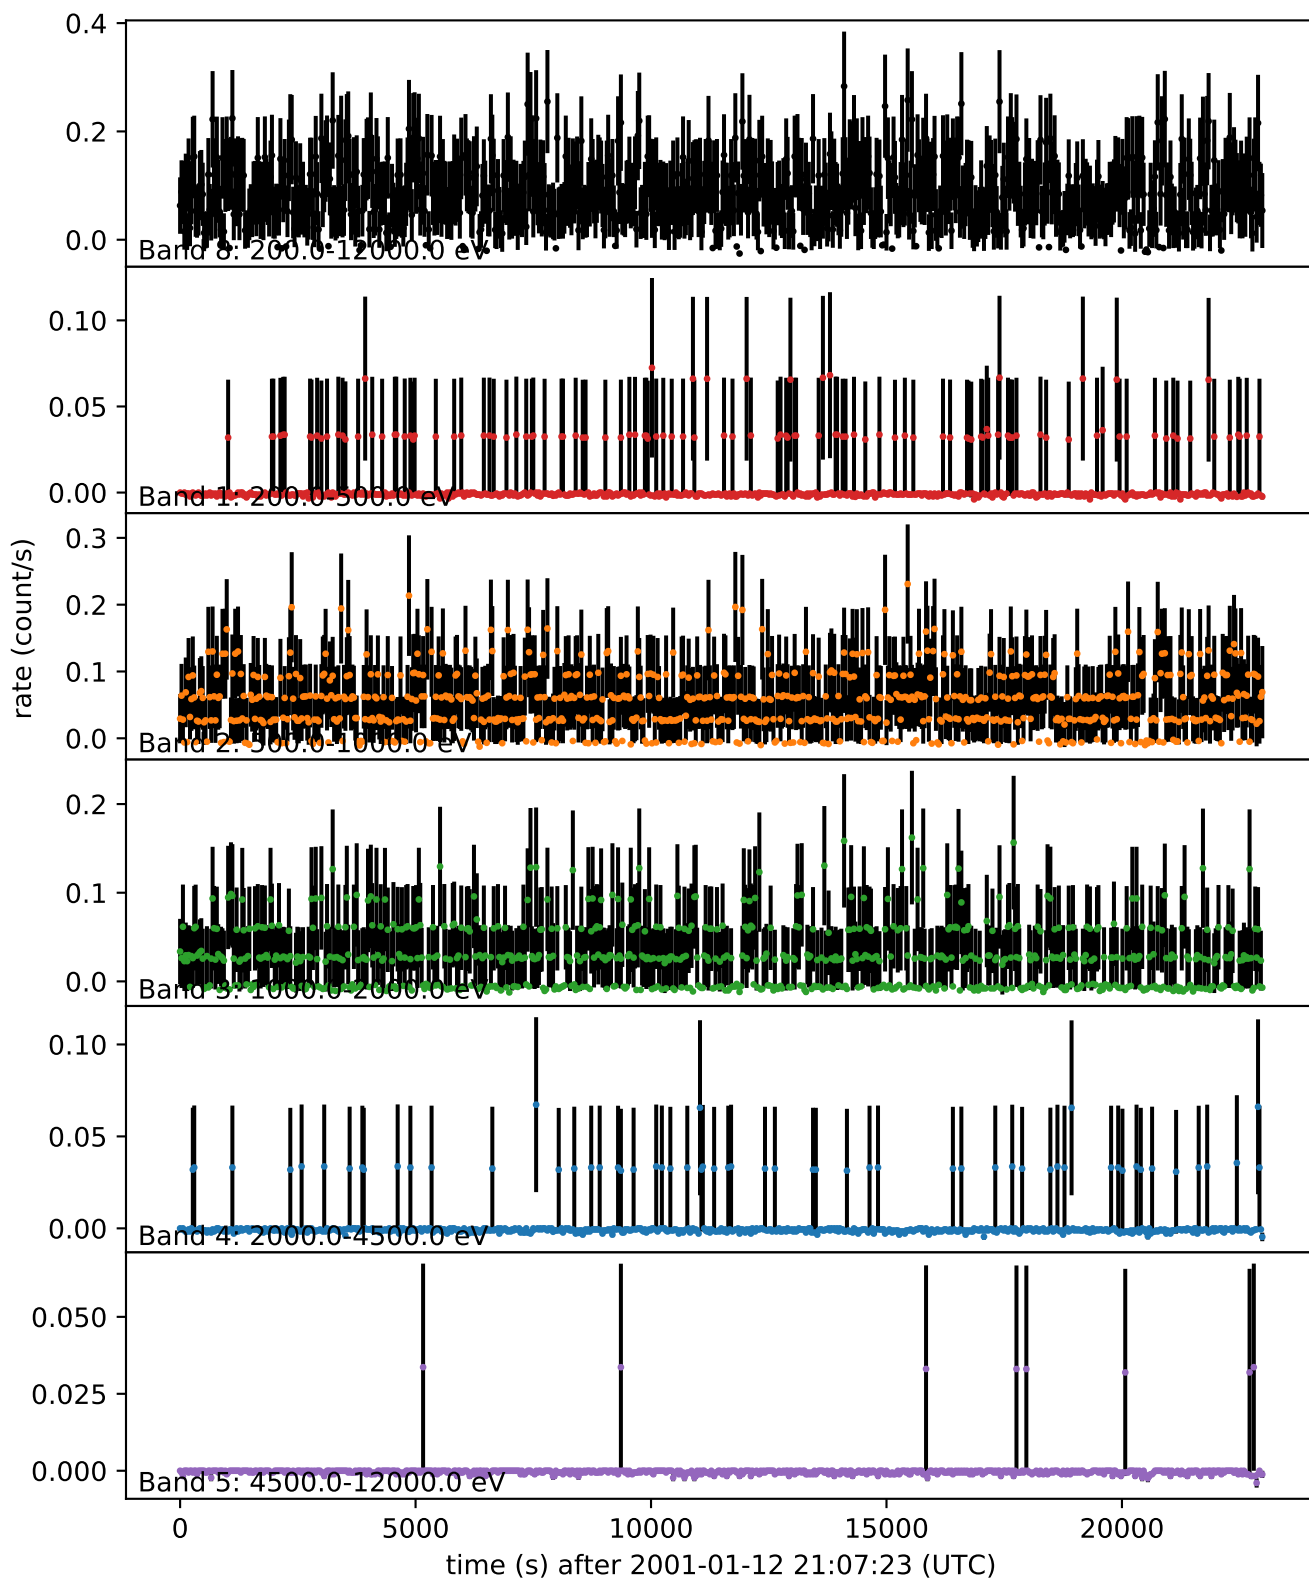 0.4
0.2
0.0
Band 8: 200.0-12000.0 eV
0.10
0.05
0.00
Band 1: 200.0-500.0 eV
0.3
0.2
0.1
0.0
Band 2: 500.0-1000.0 eV
rate (count/s)
0.2
0.1
0.0
Band 3: 1000.0-2000.0 eV
0.10
0.05
0.00
Band 4: 2000.0-4500.0 eV
0.050
0.025
0.000
Band 5: 4500.0-12000.0 eV
0 5000 10000 15000 20000
time (s) after 2001-01-12 21:07:23 (UTC)